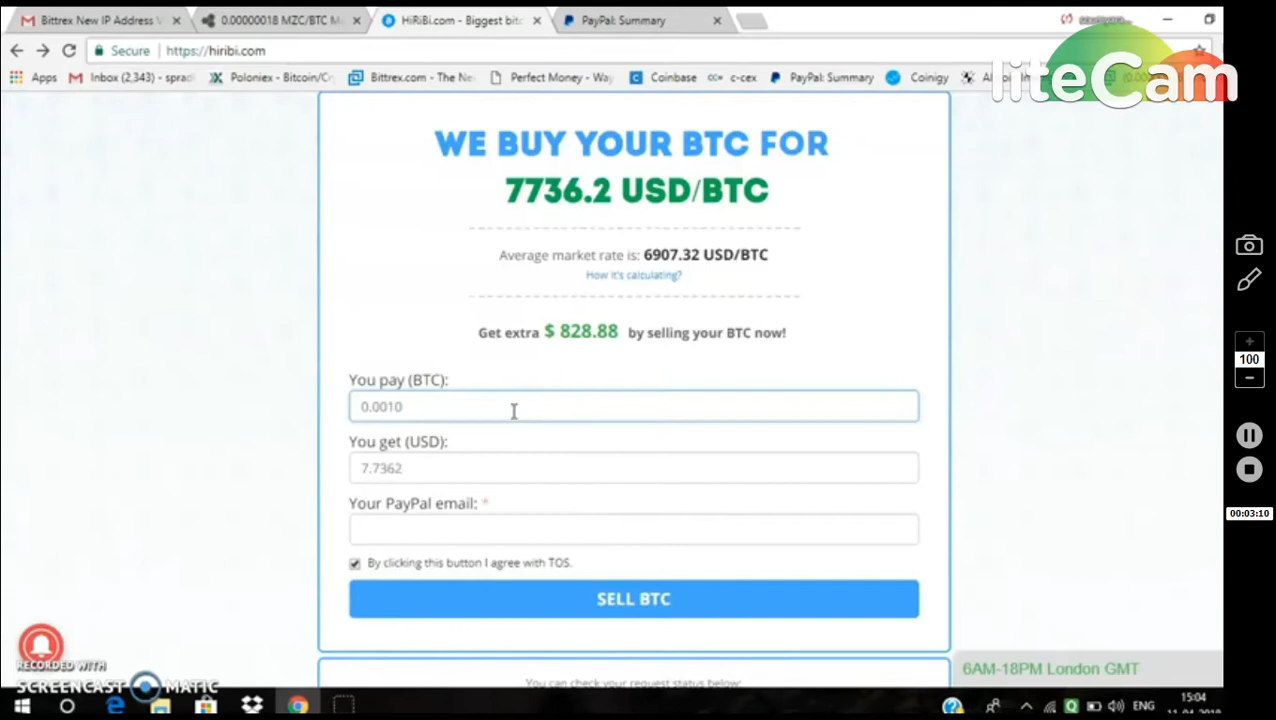 Bittrex New IP Address
0.00000018 MZC/BTC M
HiRiBi.com - Biggest bitc
PayPal: Summary
Secure
https://hiribi.com
Apps
Inbox (2,343) - sprad
Poloniex - Bitcoin/Cr
Bittrex.com - The Ne
Perfect Money - Way
Coinbase
c-cex
PayPal: Summary
Coinigy
liteCam
WE BUY YOUR BTC FOR
7736.2 USD/BTC
Average market rate is: 6907.32 USD/BTC
How it's calculating?
Get extra $ 828.88 by selling your BTC now!
You pay (BTC):
0.0010
You get (USD):
7.7362
Your PayPal email: *
By clicking this button I agree with TOS.
SELL BTC
You can check your request status below:
6AM-18PM London GMT
100
00:03:10
RECORDED WITH
SCREENCAST MATIC
ENG
15:04